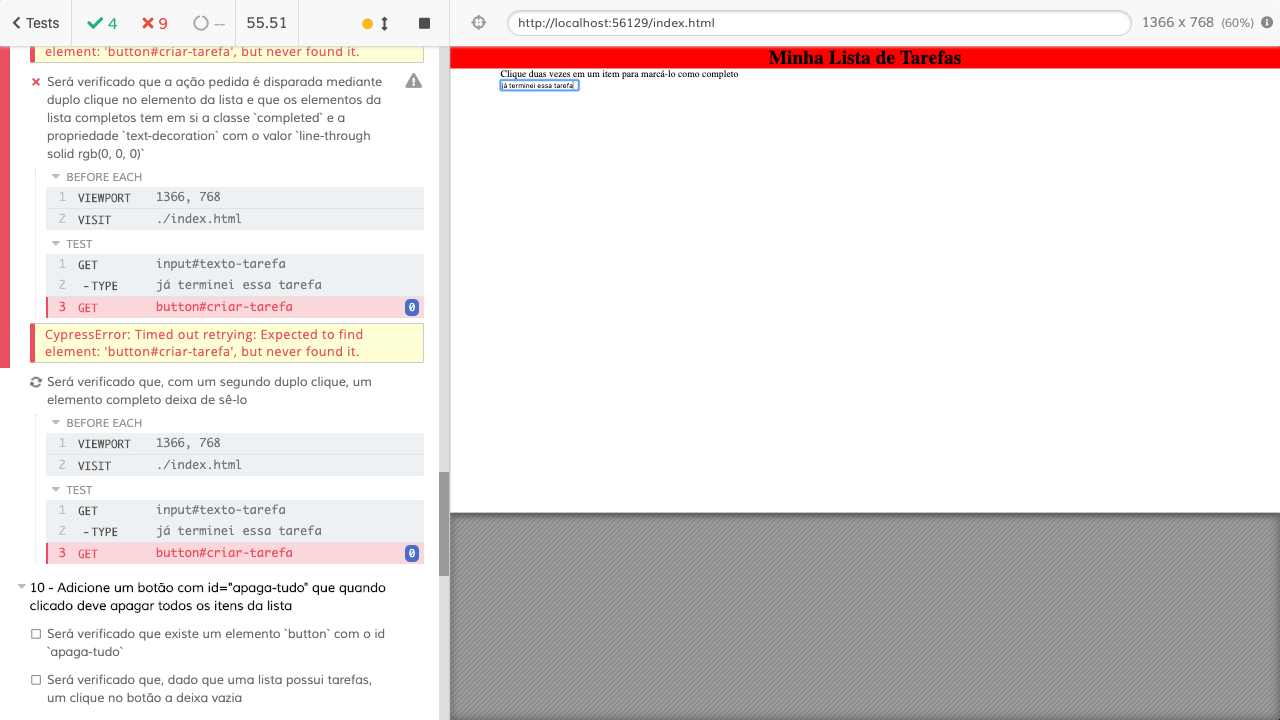 Tests
4
9
--
55.51
http://localhost:56129/index.html
1366 x 768 (60%)
element: 'button#criar-tarefa', but never found it.
Será verificado que a ação pedida é disparada mediante
duplo clique no elemento da lista e que os elementos da
lista completos tem em si a classe `completed` e a
propriedade `text-decoration` com o valor `line-through
solid rgb(0, 0, 0)`
BEFORE EACH
1 VIEWPORT 1366, 768
2 VISIT ./index.html
TEST
1 GET input#texto-tarefa
2 -TYPE já terminei essa tarefa
3 GET button#criar-tarefa 0
CypressError: Timed out retrying: Expected to find
element: 'button#criar-tarefa', but never found it.
Será verificado que, com um segundo duplo clique, um
elemento completo deixa de sê-lo
BEFORE EACH
1 VIEWPORT 1366, 768
2 VISIT ./index.html
TEST
1 GET input#texto-tarefa
2 -TYPE já terminei essa tarefa
3 GET button#criar-tarefa 0
10 - Adicione um botão com id="apaga-tudo" que quando
clicado deve apagar todos os itens da lista
Será verificado que existe um elemento `button` com o id
`apaga-tudo`
Será verificado que, dado que uma lista possui tarefas,
um clique no botão a deixa vazia
Minha Lista de Tarefas
Clique duas vezes em um item para marcá-lo como completo
já terminei essa tarefa